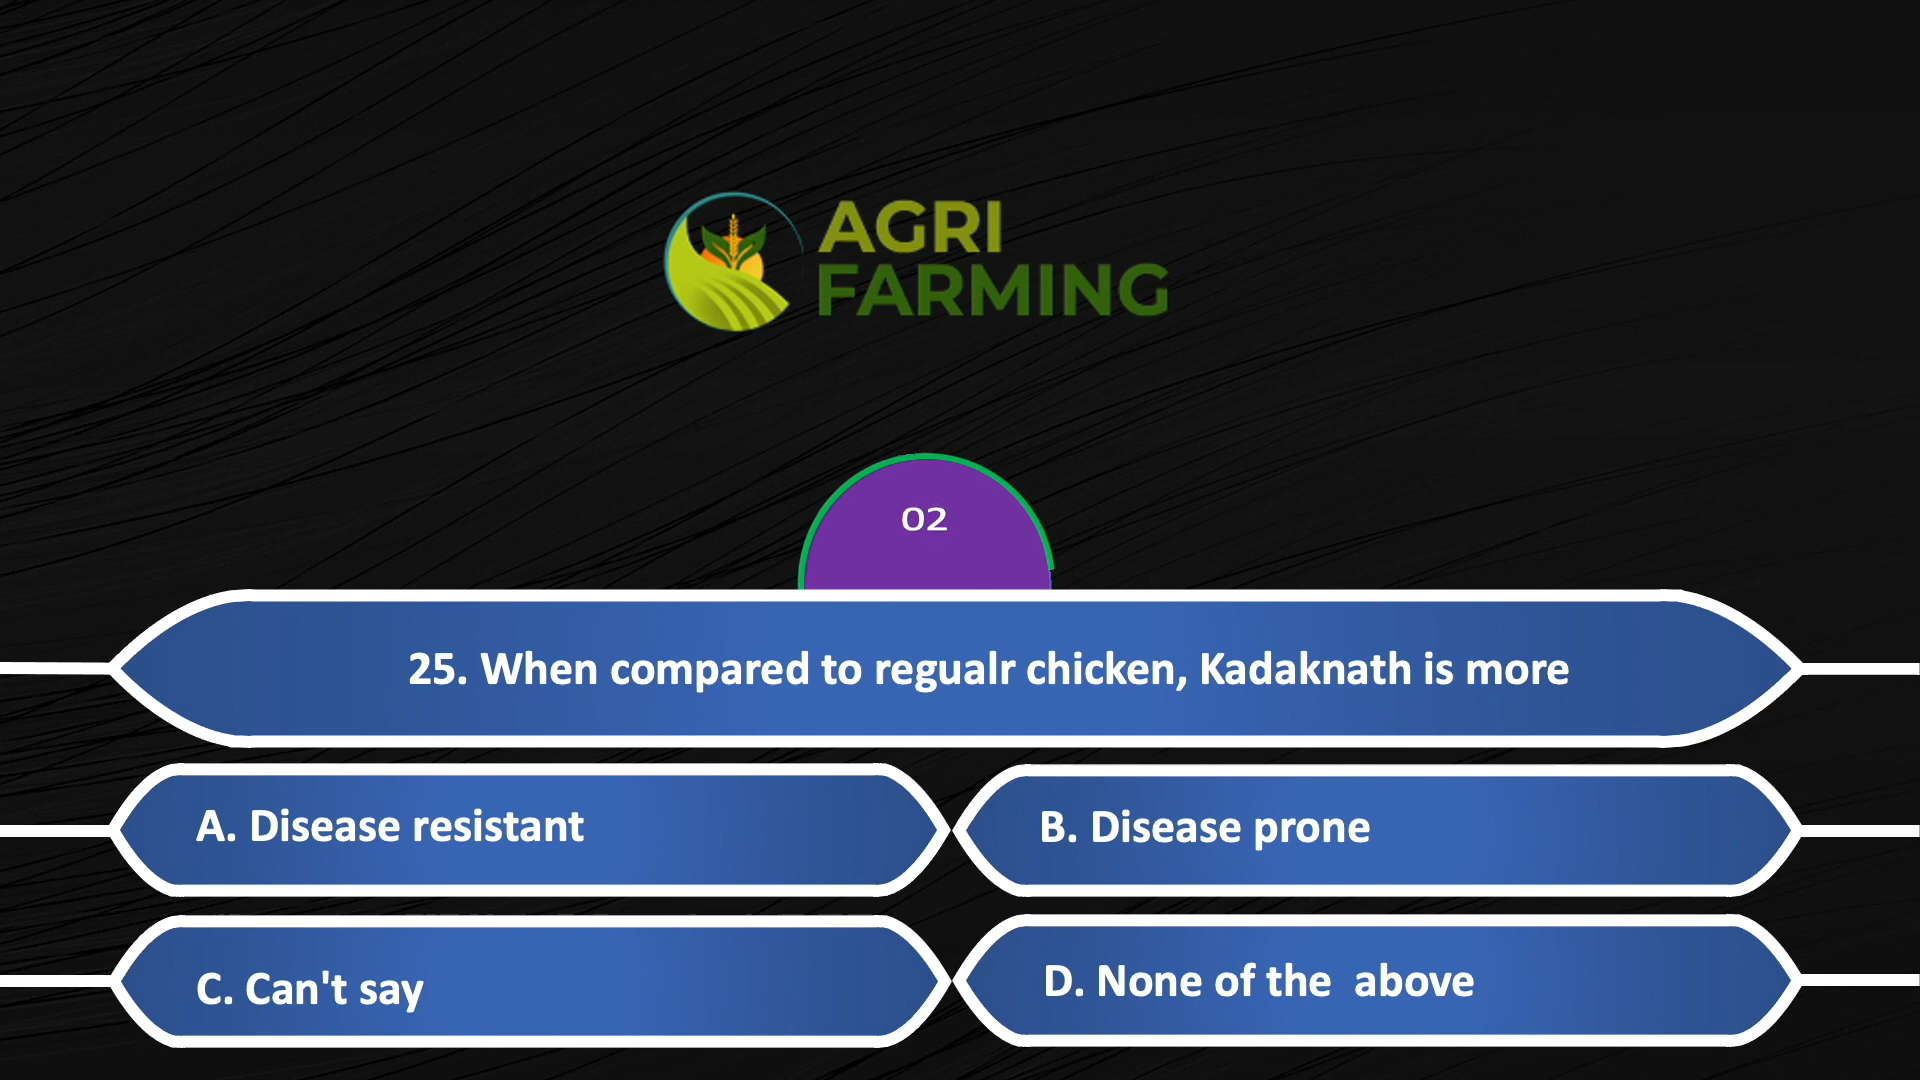 AGRI
FARMING
02
25. When compared to regualr chicken, Kadaknath is more
A. Disease resistant
B. Disease prone
C. Can't say
D. None of the  above